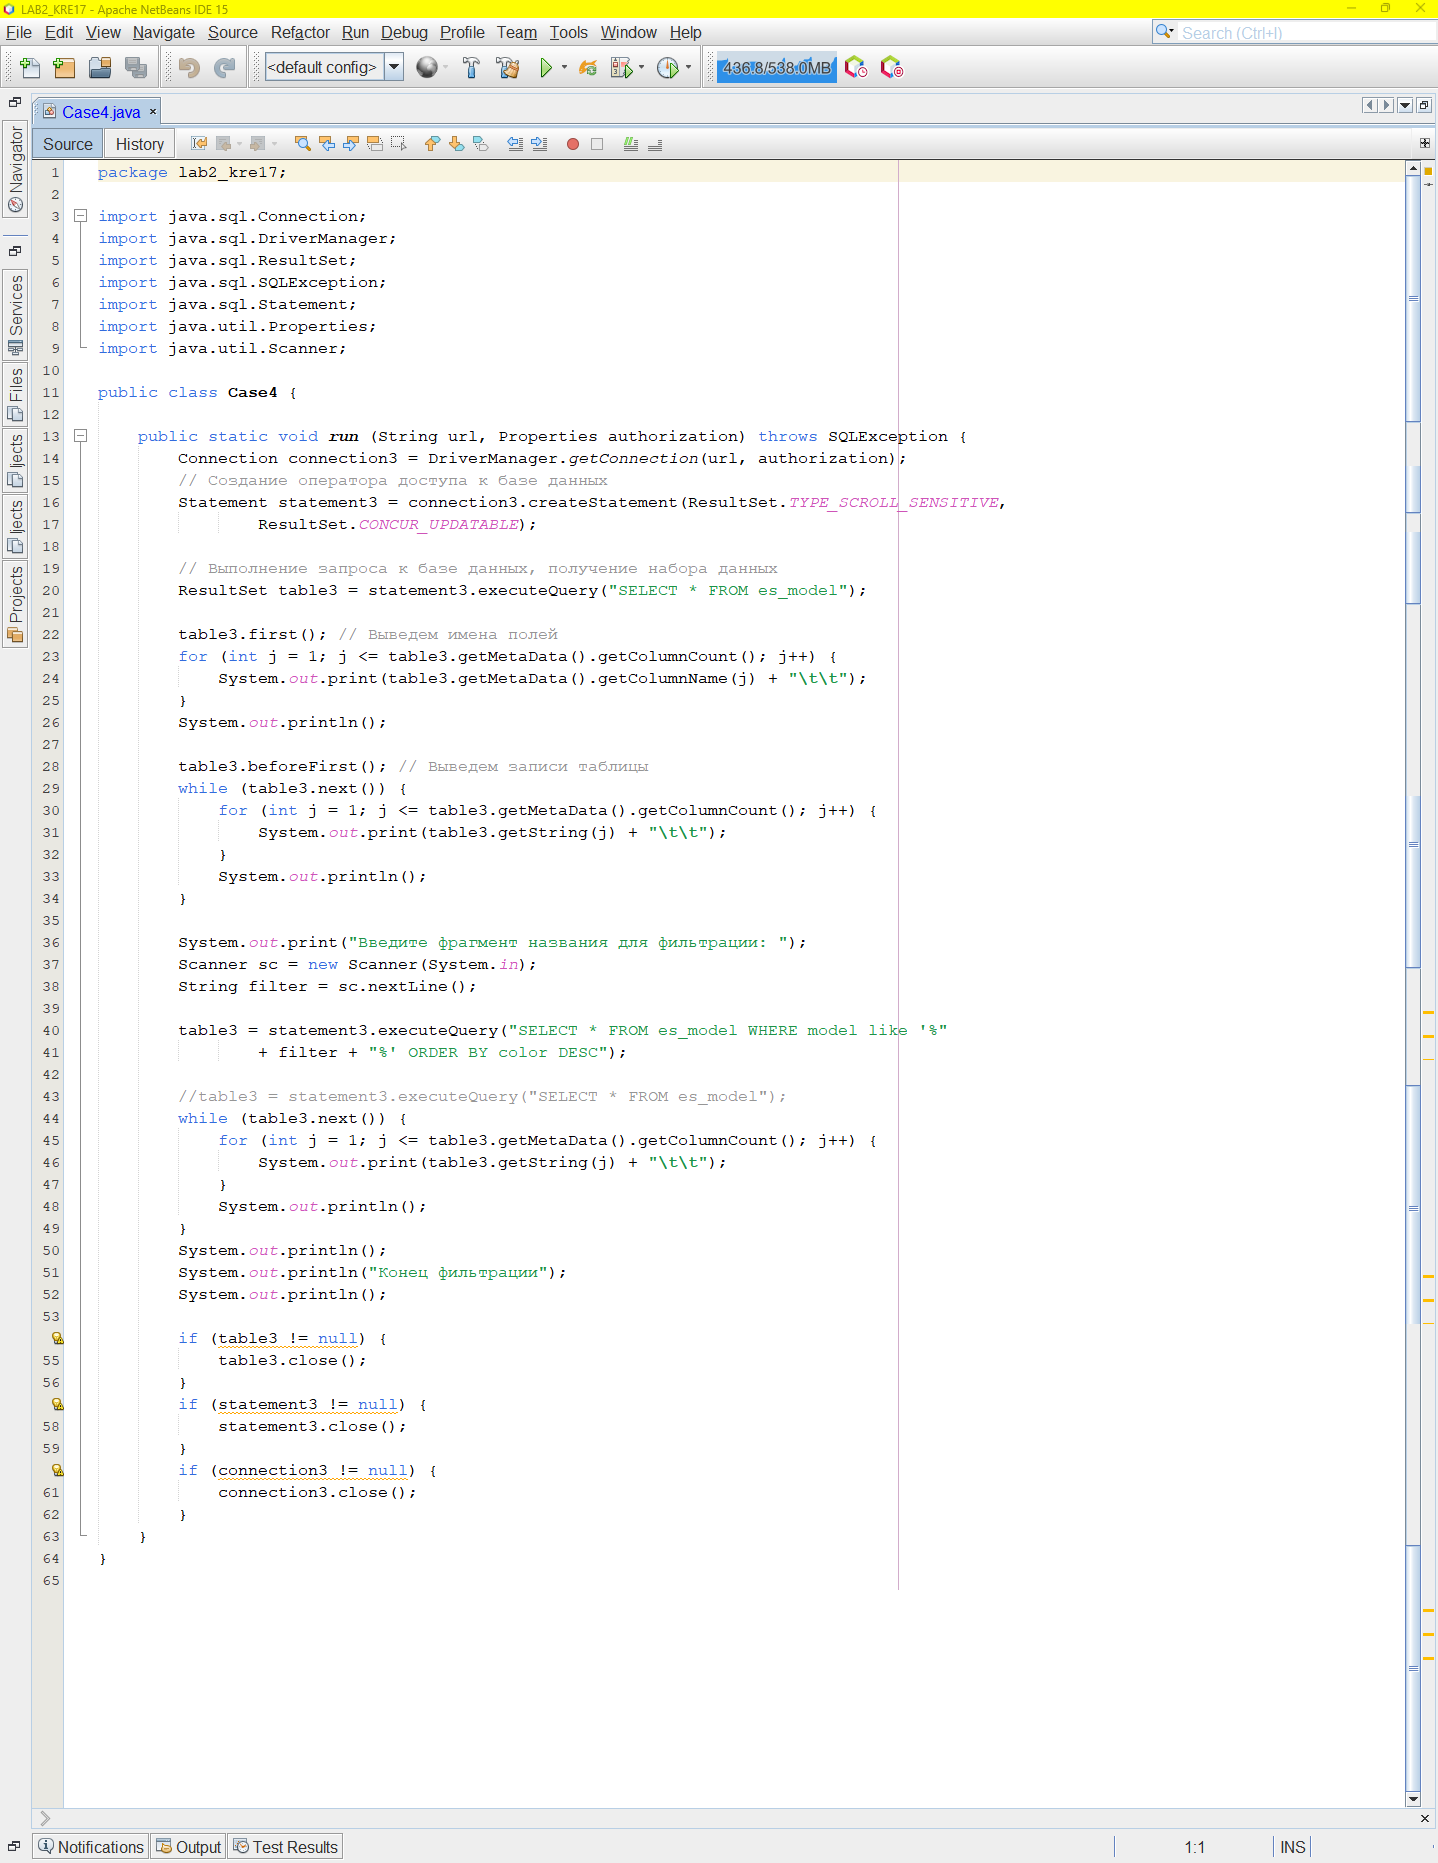 LAB2_KRE17 - Apache NetBeans IDE 15
File Edit View Navigate Source Refactor Run Debug Profile Team Tools Window Help
Search (Ctrl+I)
<default config>
436.8/538.0MB
Case4.java
Source History
Navigator
Services
Files
jects
jects
Projects
1 package lab2_kre17;
2
3 import java.sql.Connection;
4 import java.sql.DriverManager;
5 import java.sql.ResultSet;
6 import java.sql.SQLException;
7 import java.sql.Statement;
8 import java.util.Properties;
9 import java.util.Scanner;
10
11 public class Case4 {
12
13 public static void run (String url, Properties authorization) throws SQLException {
14 Connection connection3 = DriverManager.getConnection(url, authorization);
15 // Создание оператора доступа к базе данных
16 Statement statement3 = connection3.createStatement(ResultSet.TYPE_SCROLL_SENSITIVE,
17 ResultSet.CONCUR_UPDATABLE);
18
19 // Выполнение запроса к базе данных, получение набора данных
20 ResultSet table3 = statement3.executeQuery("SELECT * FROM es_model");
21
22 table3.first(); // Выведем имена полей
23 for (int j = 1; j <= table3.getMetaData().getColumnCount(); j++) {
24 System.out.print(table3.getMetaData().getColumnName(j) + "\t\t");
25 }
26 System.out.println();
27
28 table3.beforeFirst(); // Выведем записи таблицы
29 while (table3.next()) {
30 for (int j = 1; j <= table3.getMetaData().getColumnCount(); j++) {
31 System.out.print(table3.getString(j) + "\t\t");
32 }
33 System.out.println();
34 }
35
36 System.out.print("Введите фрагмент названия для фильтрации: ");
37 Scanner sc = new Scanner(System.in);
38 String filter = sc.nextLine();
39
40 table3 = statement3.executeQuery("SELECT * FROM es_model WHERE model like '%"
41 + filter + "%' ORDER BY color DESC");
42
43 //table3 = statement3.executeQuery("SELECT * FROM es_model");
44 while (table3.next()) {
45 for (int j = 1; j <= table3.getMetaData().getColumnCount(); j++) {
46 System.out.print(table3.getString(j) + "\t\t");
47 }
48 System.out.println();
49 }
50 System.out.println();
51 System.out.println("Конец фильтрации");
52 System.out.println();
53
if (table3 != null) {
55 table3.close();
56 }
if (statement3 != null) {
58 statement3.close();
59 }
if (connection3 != null) {
61 connection3.close();
62 }
63 }
64 }
65
Notifications Output Test Results
1:1 INS